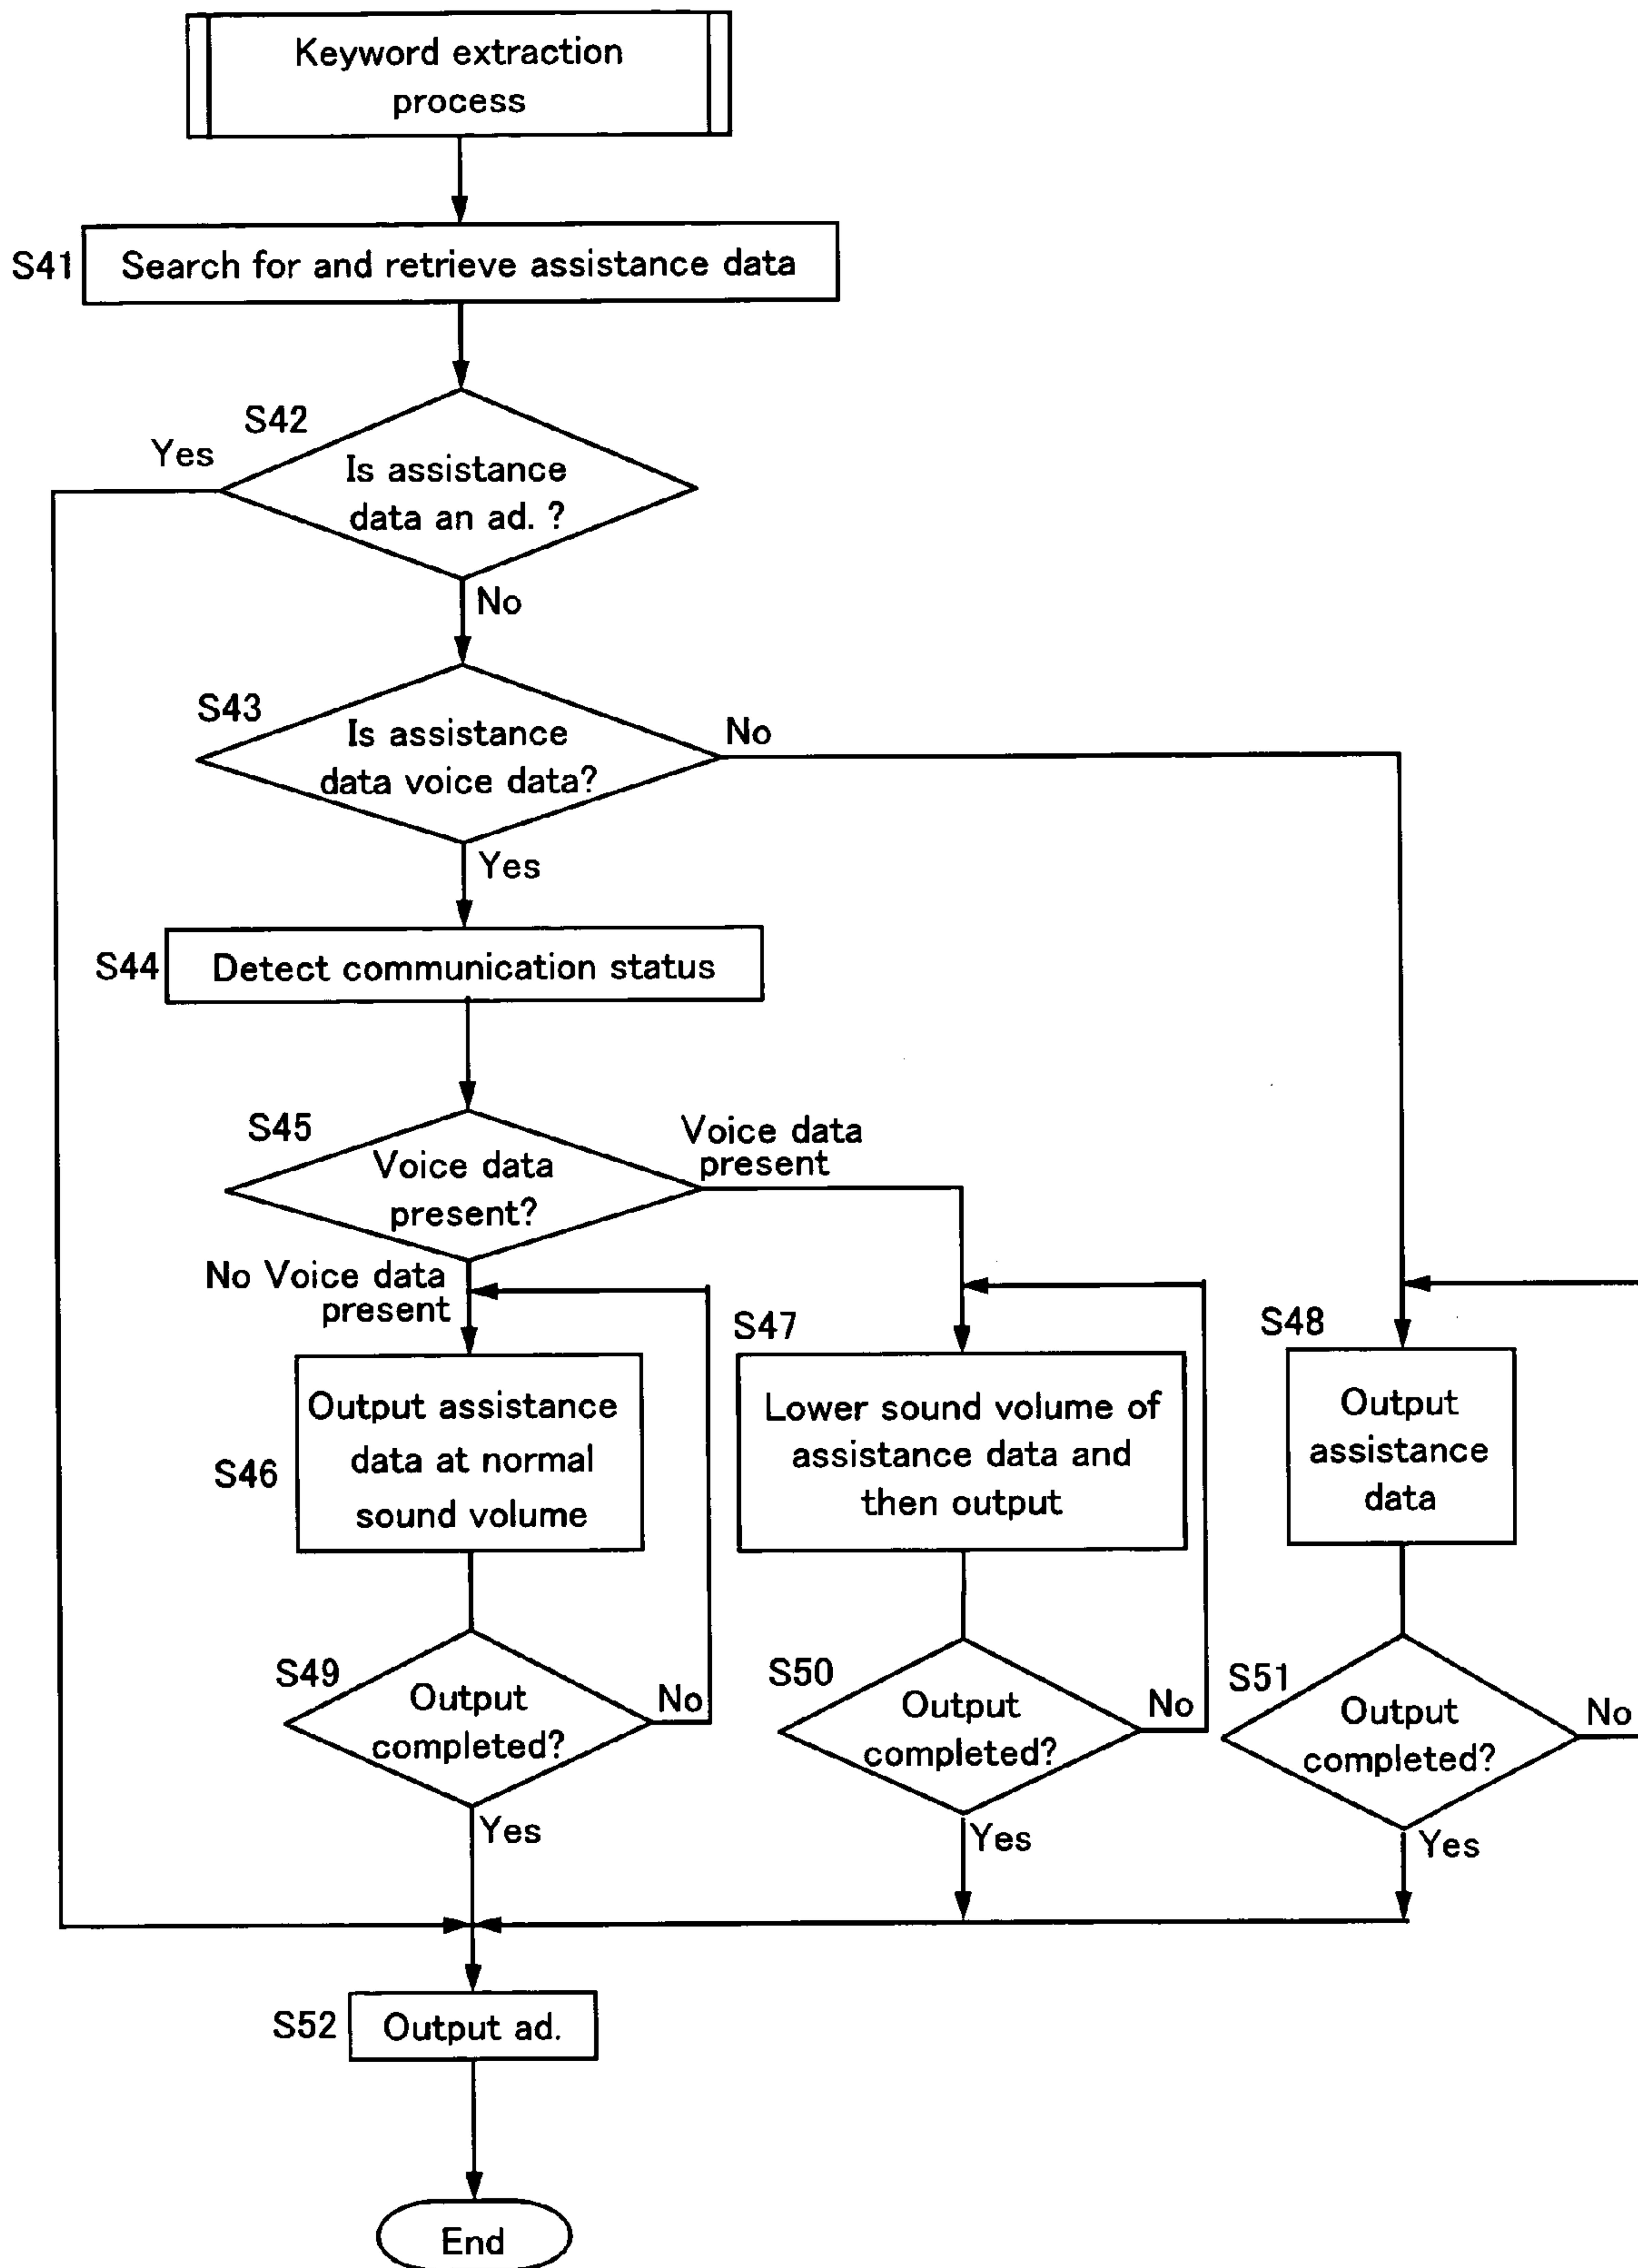 Keyword extraction
process
S41
Search for and retrieve assistance data
S42
Yes
Is assistance
data an ad. ?
No
S43
Is assistance
data voice data?
No
Yes
S44
Detect communication status
S45
Voice data
present?
Voice data
present
No Voice data
present
S46
Output assistance
data at normal
sound volume
S47
Lower sound volume of
assistance data and
then output
S48
Output
assistance
data
S49
Output
completed?
No
Yes
S50
Output
completed?
No
Yes
S51
Output
completed?
No
Yes
S52
Output ad.
End